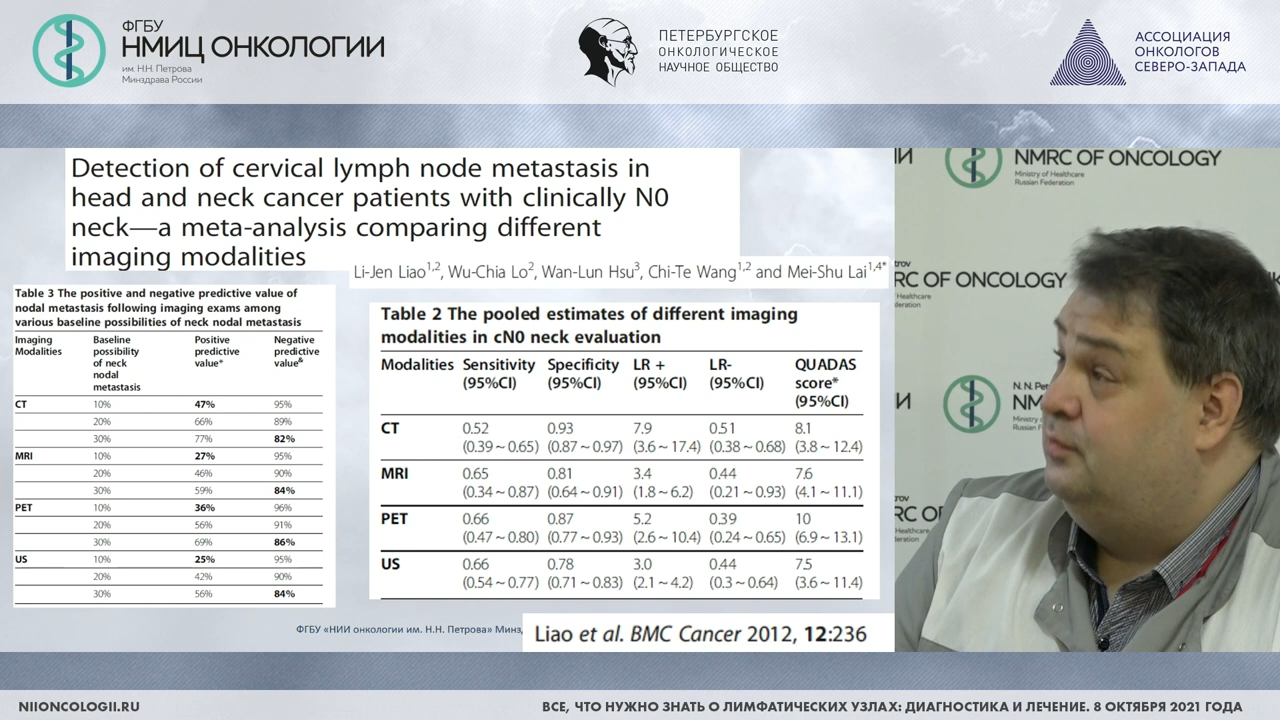 ФГБУ
НМИЦ ОНКОЛОГИИ
им. Н.Н. Петрова
Минздрава России
ПЕТЕРБУРГСКОЕ
ОНКОЛОГИЧЕСКОЕ
НАУЧНОЕ ОБЩЕСТВО
АССОЦИАЦИЯ
ОНКОЛОГОВ
СЕВЕРО-ЗАПАДА
Detection of cervical lymph node metastasis in
head and neck cancer patients with clinically N0
neck—a meta-analysis comparing different
imaging modalities
Li-Jen Liao1,2, Wu-Chia Lo2, Wan-Lun Hsu3, Chi-Te Wang1,2 and Mei-Shu Lai1,4*
Table 3 The positive and negative predictive value of
nodal metastasis following imaging exams among
various baseline possibilities of neck nodal metastasis
Imaging Modalities Baseline possibility of neck nodal metastasis Positive predictive value* Negative predictive value&
CT 10% 47% 95%
20% 66% 89%
30% 77% 82%
MRI 10% 27% 95%
20% 46% 90%
30% 59% 84%
PET 10% 36% 96%
20% 56% 91%
30% 69% 86%
US 10% 25% 95%
20% 42% 90%
30% 56% 84%
Table 2 The pooled estimates of different imaging
modalities in cN0 neck evaluation
Modalities Sensitivity Specificity LR + LR- QUADAS
(95%CI) (95%CI) (95%CI) (95%CI) score*
(95%CI)
CT 0.52 0.93 7.9 0.51 8.1
(0.39 ~ 0.65) (0.87 ~ 0.97) (3.6 ~ 17.4) (0.38 ~ 0.68) (3.8 ~ 12.4)
MRI 0.65 0.81 3.4 0.44 7.6
(0.34 ~ 0.87) (0.64 ~ 0.91) (1.8 ~ 6.2) (0.21 ~ 0.93) (4.1 ~ 11.1)
PET 0.66 0.87 5.2 0.39 10
(0.47 ~ 0.80) (0.77 ~ 0.93) (2.6 ~ 10.4) (0.24 ~ 0.65) (6.9 ~ 13.1)
US 0.66 0.78 3.0 0.44 7.5
(0.54 ~ 0.77) (0.71 ~ 0.83) (2.1 ~ 4.2) (0.3 ~ 0.64) (3.6 ~ 11.4)
ФГБУ «НИИ онкологии им. Н.Н. Петрова» Минз
Liao et al. BMC Cancer 2012, 12:236
NMRC OF ONCOLOGY
Ministry of Healthcare
Russian Federation
RC OF ONCOLOGY
Healthcare
N. N. Pet
NM
RC OF
NIIONCOLOGII.RU
ВСЕ, ЧТО НУЖНО ЗНАТЬ О ЛИМФАТИЧЕСКИХ УЗЛАХ: ДИАГНОСТИКА И ЛЕЧЕНИЕ. 8 ОКТЯБРЯ 2021 ГОДА